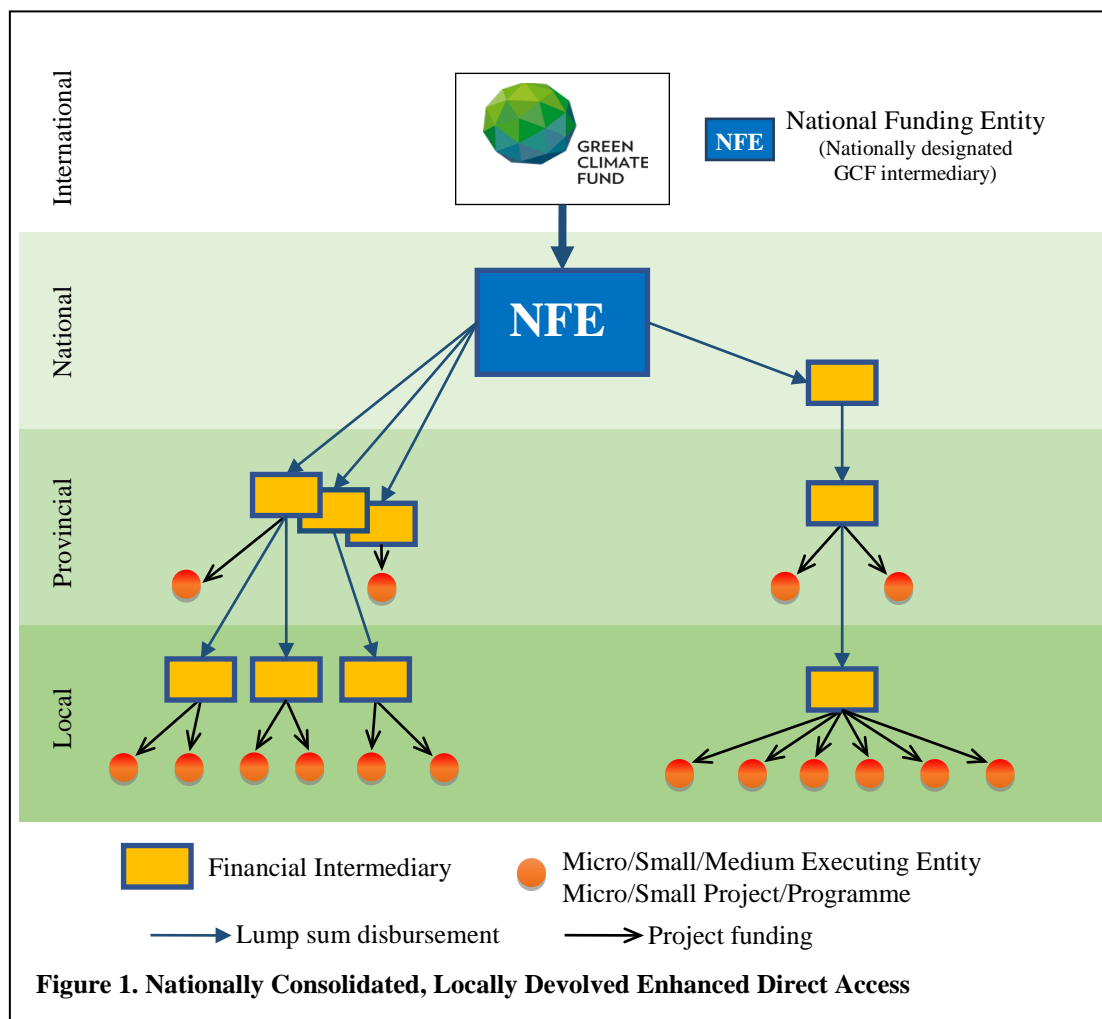 International
GREEN
CLIMATE
FUND
NFE
National Funding Entity
(Nationally designated
GCF intermediary)
National
NFE
Provincial
Local
Financial Intermediary
Micro/Small/Medium Executing Entity
Micro/Small Project/Programme
Lump sum disbursement
Project funding
Figure 1. Nationally Consolidated, Locally Devolved Enhanced Direct Access